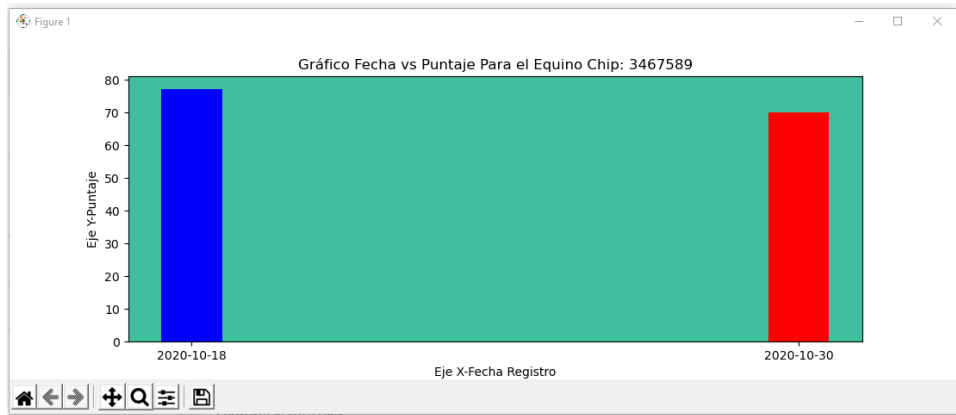 Figure 1
Gráfico Fecha vs Puntaje Para el Equino Chip: 3467589
80
70
60
50
40
30
20
10
0
Eje Y-Puntaje
2020-10-18 2020-10-30
Eje X-Fecha Registro